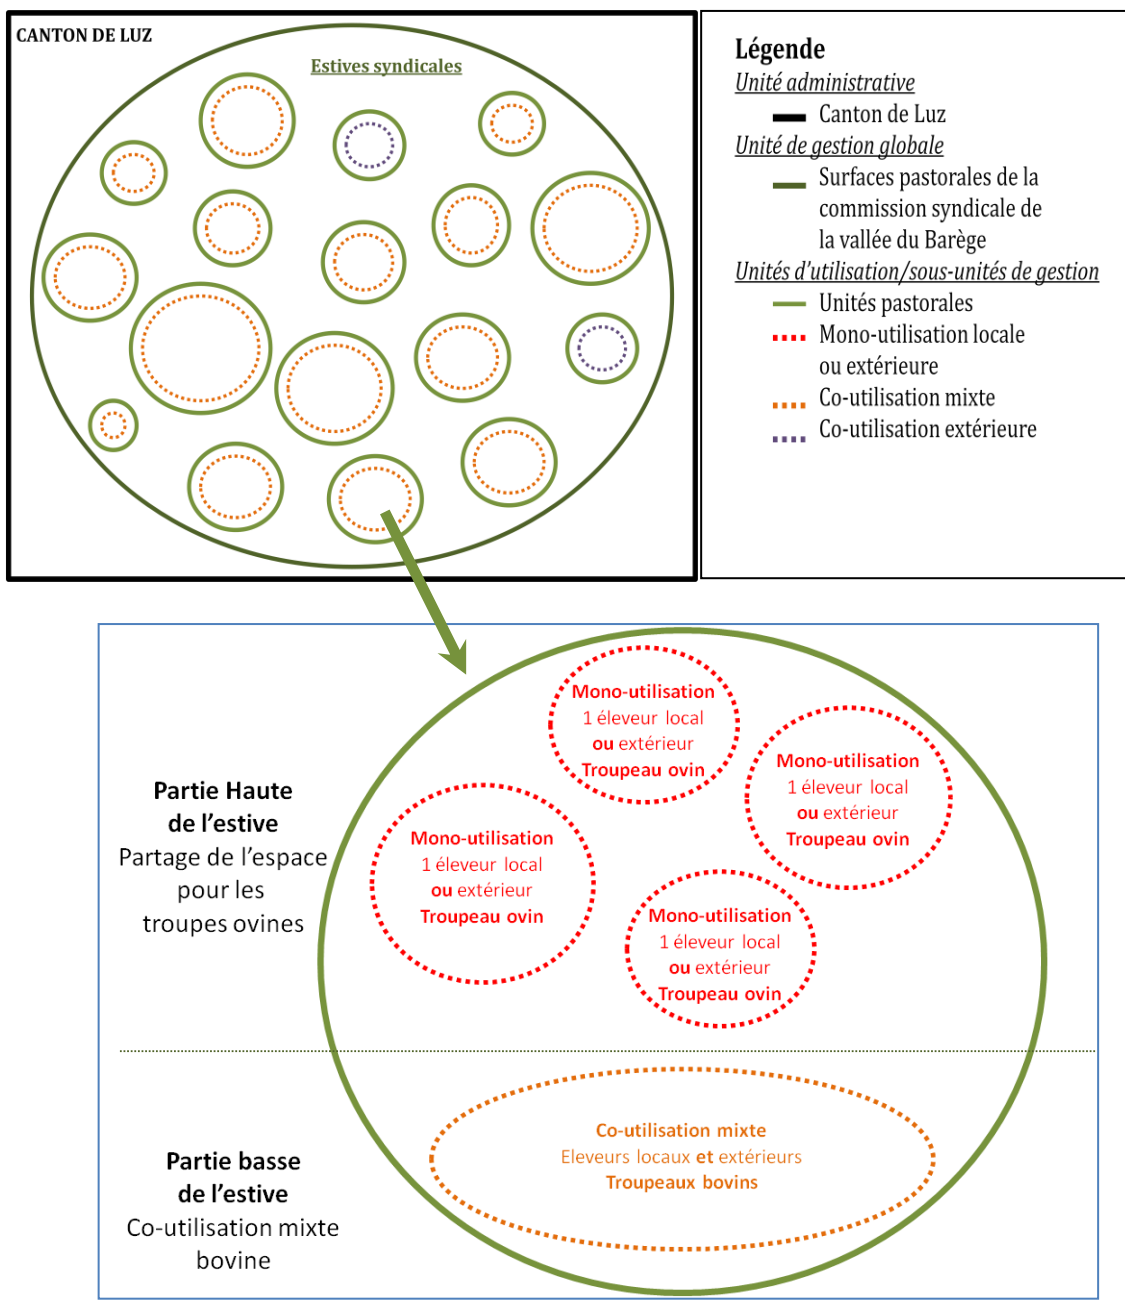 CANTON DE LUZ
Estives syndicales
Légende
Unité administrative
Canton de Luz
Unité de gestion globale
Surfaces pastorales de la
commission syndicale de
la vallée du Barège
Unités d'utilisation/sous-unités de gestion
Unités pastorales
Mono-utilisation locale
ou extérieure
Co-utilisation mixte
Co-utilisation extérieure
Partie Haute
de l'estive
Partage de l'espace
pour les
troupes ovines
Mono-utilisation
1 éleveur local
ou extérieur
Troupeau ovin
Mono-utilisation
1 éleveur local
ou extérieur
Troupeau ovin
Mono-utilisation
1 éleveur local
ou extérieur
Troupeau ovin
Mono-utilisation
1 éleveur local
ou extérieur
Troupeau ovin
Partie basse
de l'estive
Co-utilisation mixte
bovine
Co-utilisation mixte
Eleveurs locaux et extérieurs
Troupeaux bovins